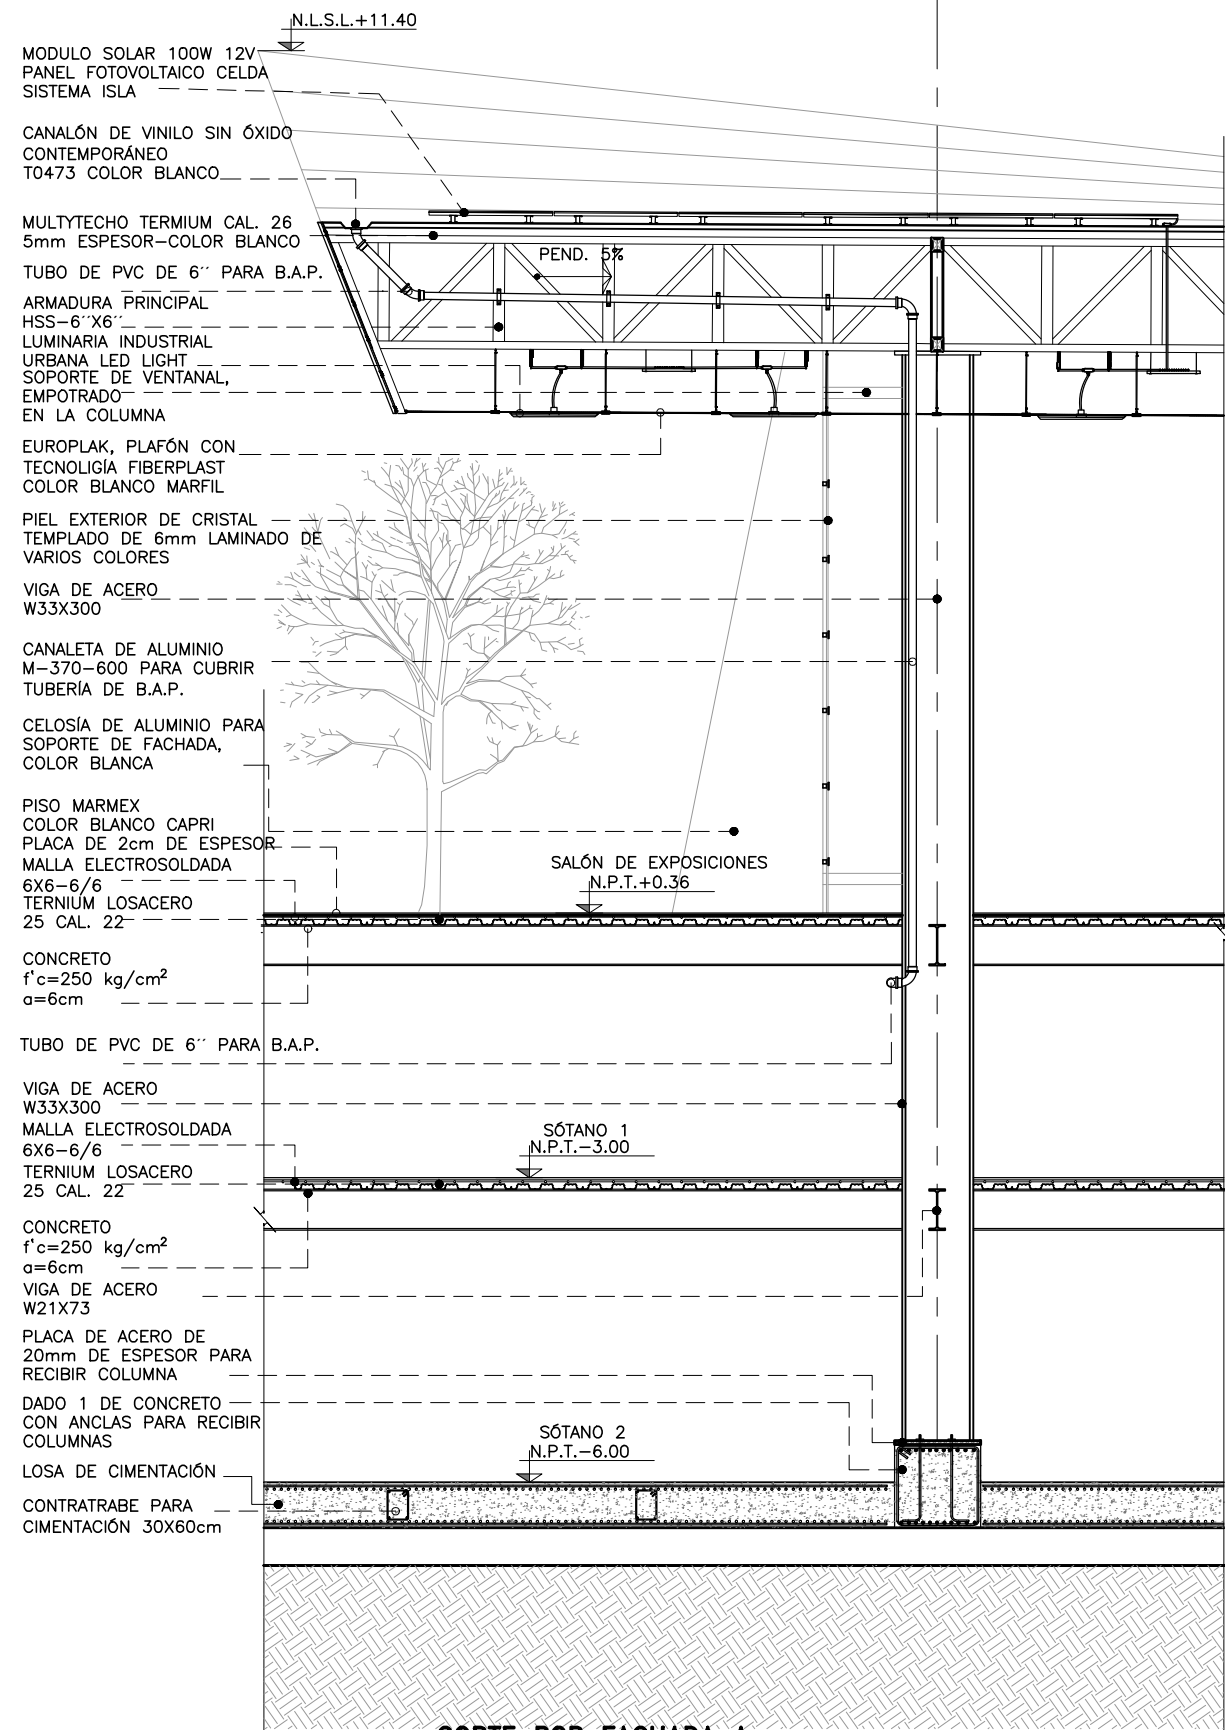 N.L.S.L.+11.40
MODULO SOLAR 100W 12V
PANEL FOTOVOLTAICO CELDA
SISTEMA ISLA
CANALÓN DE VINILO SIN ÓXIDO
CONTEMPORÁNEO
T0473 COLOR BLANCO
MULTYTECHO TERMIUM CAL. 26
5mm ESPESOR-COLOR BLANCO
PEND. 5%
TUBO DE PVC DE 6´´ PARA B.A.P.
ARMADURA PRINCIPAL
HSS-6´´X6´´
LUMINARIA INDUSTRIAL
URBANA LED LIGHT
SOPORTE DE VENTANAL,
EMPOTRADO
EN LA COLUMNA
EUROPLAK, PLAFÓN CON
TECNOLIGÍA FIBERPLAST
COLOR BLANCO MARFIL
PIEL EXTERIOR DE CRISTAL
TEMPLADO DE 6mm LAMINADO DE
VARIOS COLORES
VIGA DE ACERO
W33X300
CANALETA DE ALUMINIO
M-370-600 PARA CUBRIR
TUBERÍA DE B.A.P.
CELOSÍA DE ALUMINIO PARA
SOPORTE DE FACHADA,
COLOR BLANCA
PISO MARMEX
COLOR BLANCO CAPRI
PLACA DE 2cm DE ESPESOR
SALÓN DE EXPOSICIONES
N.P.T.+0.36
MALLA ELECTROSOLDADA
6X6-6/6
TERNIUM LOSACERO
25 CAL. 22
CONCRETO
f'c=250 kg/cm²
a=6cm
TUBO DE PVC DE 6´´ PARA B.A.P.
VIGA DE ACERO
W33X300
SÓTANO 1
N.P.T.-3.00
MALLA ELECTROSOLDADA
6X6-6/6
TERNIUM LOSACERO
25 CAL. 22
CONCRETO
f'c=250 kg/cm²
a=6cm
VIGA DE ACERO
W21X73
PLACA DE ACERO DE
20mm DE ESPESOR PARA
RECIBIR COLUMNA
DADO 1 DE CONCRETO
CON ANCLAS PARA RECIBIR
COLUMNAS
SÓTANO 2
N.P.T.-6.00
LOSA DE CIMENTACIÓN
CONTRATRABE PARA
CIMENTACIÓN 30X60cm
CORTE POR FACHADA